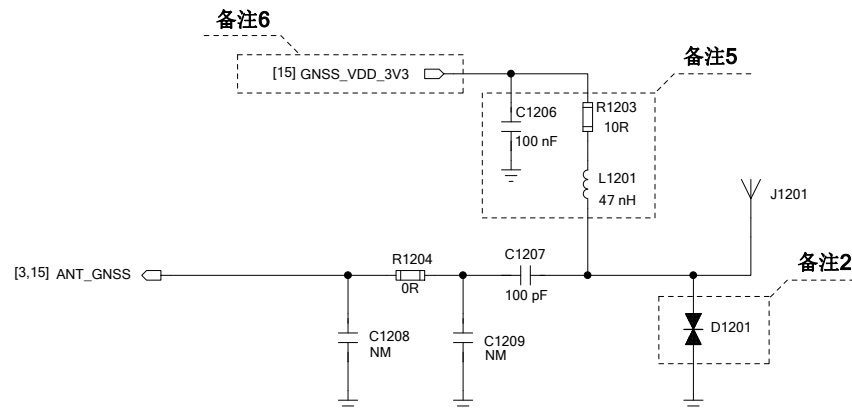 备注6
备注5
[15] GNSS_VDD_3V3
C1206
100 nF
R1203
10R
L1201
47 nH
J1201
[3,15] ANT_GNSS
R1204
0R
C1207
100 pF
备注2
D1201
C1208
NM
C1209
NM